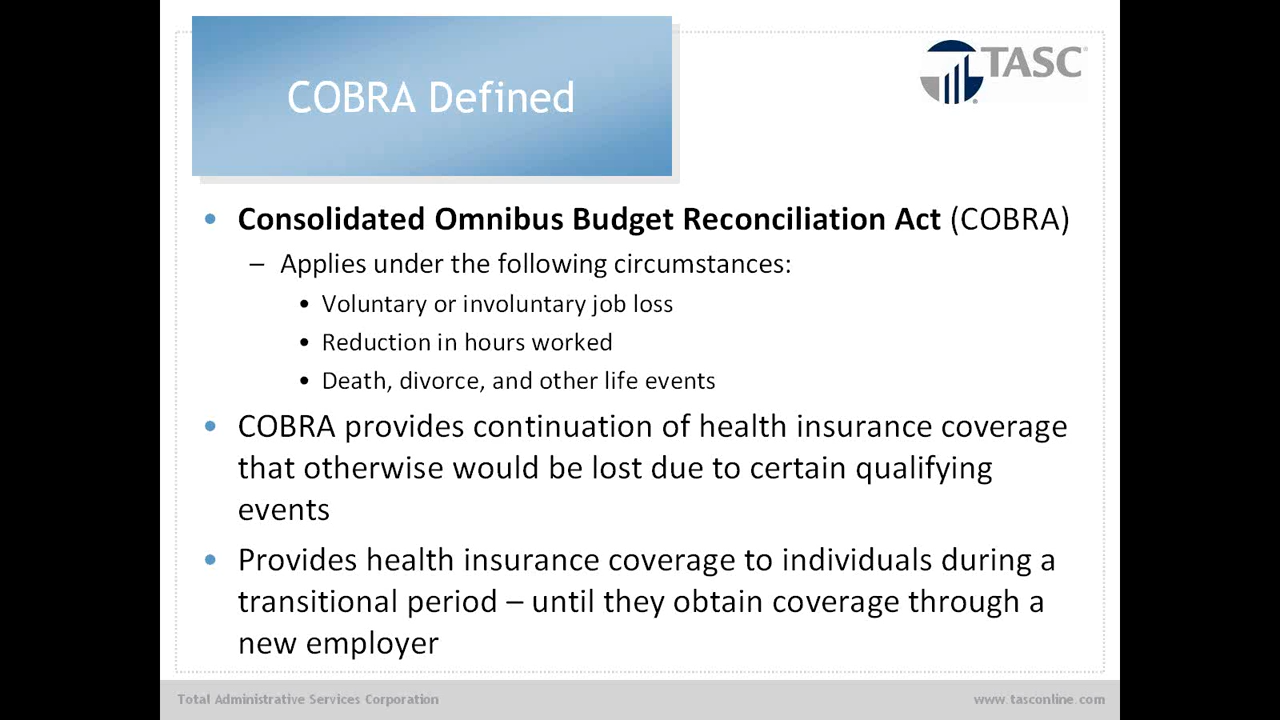 COBRA Defined
TASC®
• Consolidated Omnibus Budget Reconciliation Act (COBRA)
– Applies under the following circumstances:
• Voluntary or involuntary job loss
• Reduction in hours worked
• Death, divorce, and other life events
• COBRA provides continuation of health insurance coverage
that otherwise would be lost due to certain qualifying
events
• Provides health insurance coverage to individuals during a
transitional period – until they obtain coverage through a
new employer
Total Administrative Services Corporation
www.tasconline.com